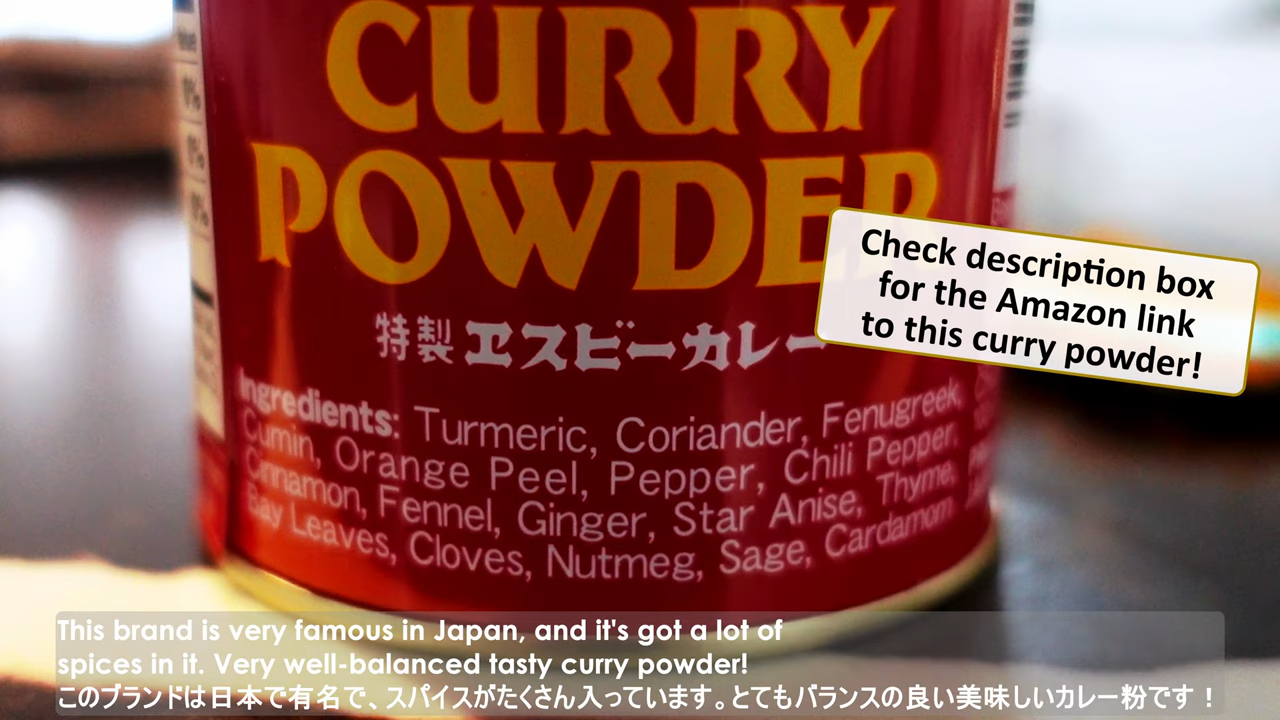 CURRY
POWDER
特製 ヱスビーカレー
Check description box
for the Amazon link
to this curry powder!
Ingredients: Turmeric, Coriander, Fenugreek,
Cumin, Orange Peel, Pepper, Chili Pepper,
Cinnamon, Fennel, Ginger, Star Anise, Thyme,
Bay Leaves, Cloves, Nutmeg, Sage, Cardamom
This brand is very famous in Japan, and it's got a lot of
spices in it. Very well-balanced tasty curry powder!
このブランドは日本で有名で、スパイスがたくさん入っています。とてもバランスの良い美味しいカレー粉です！